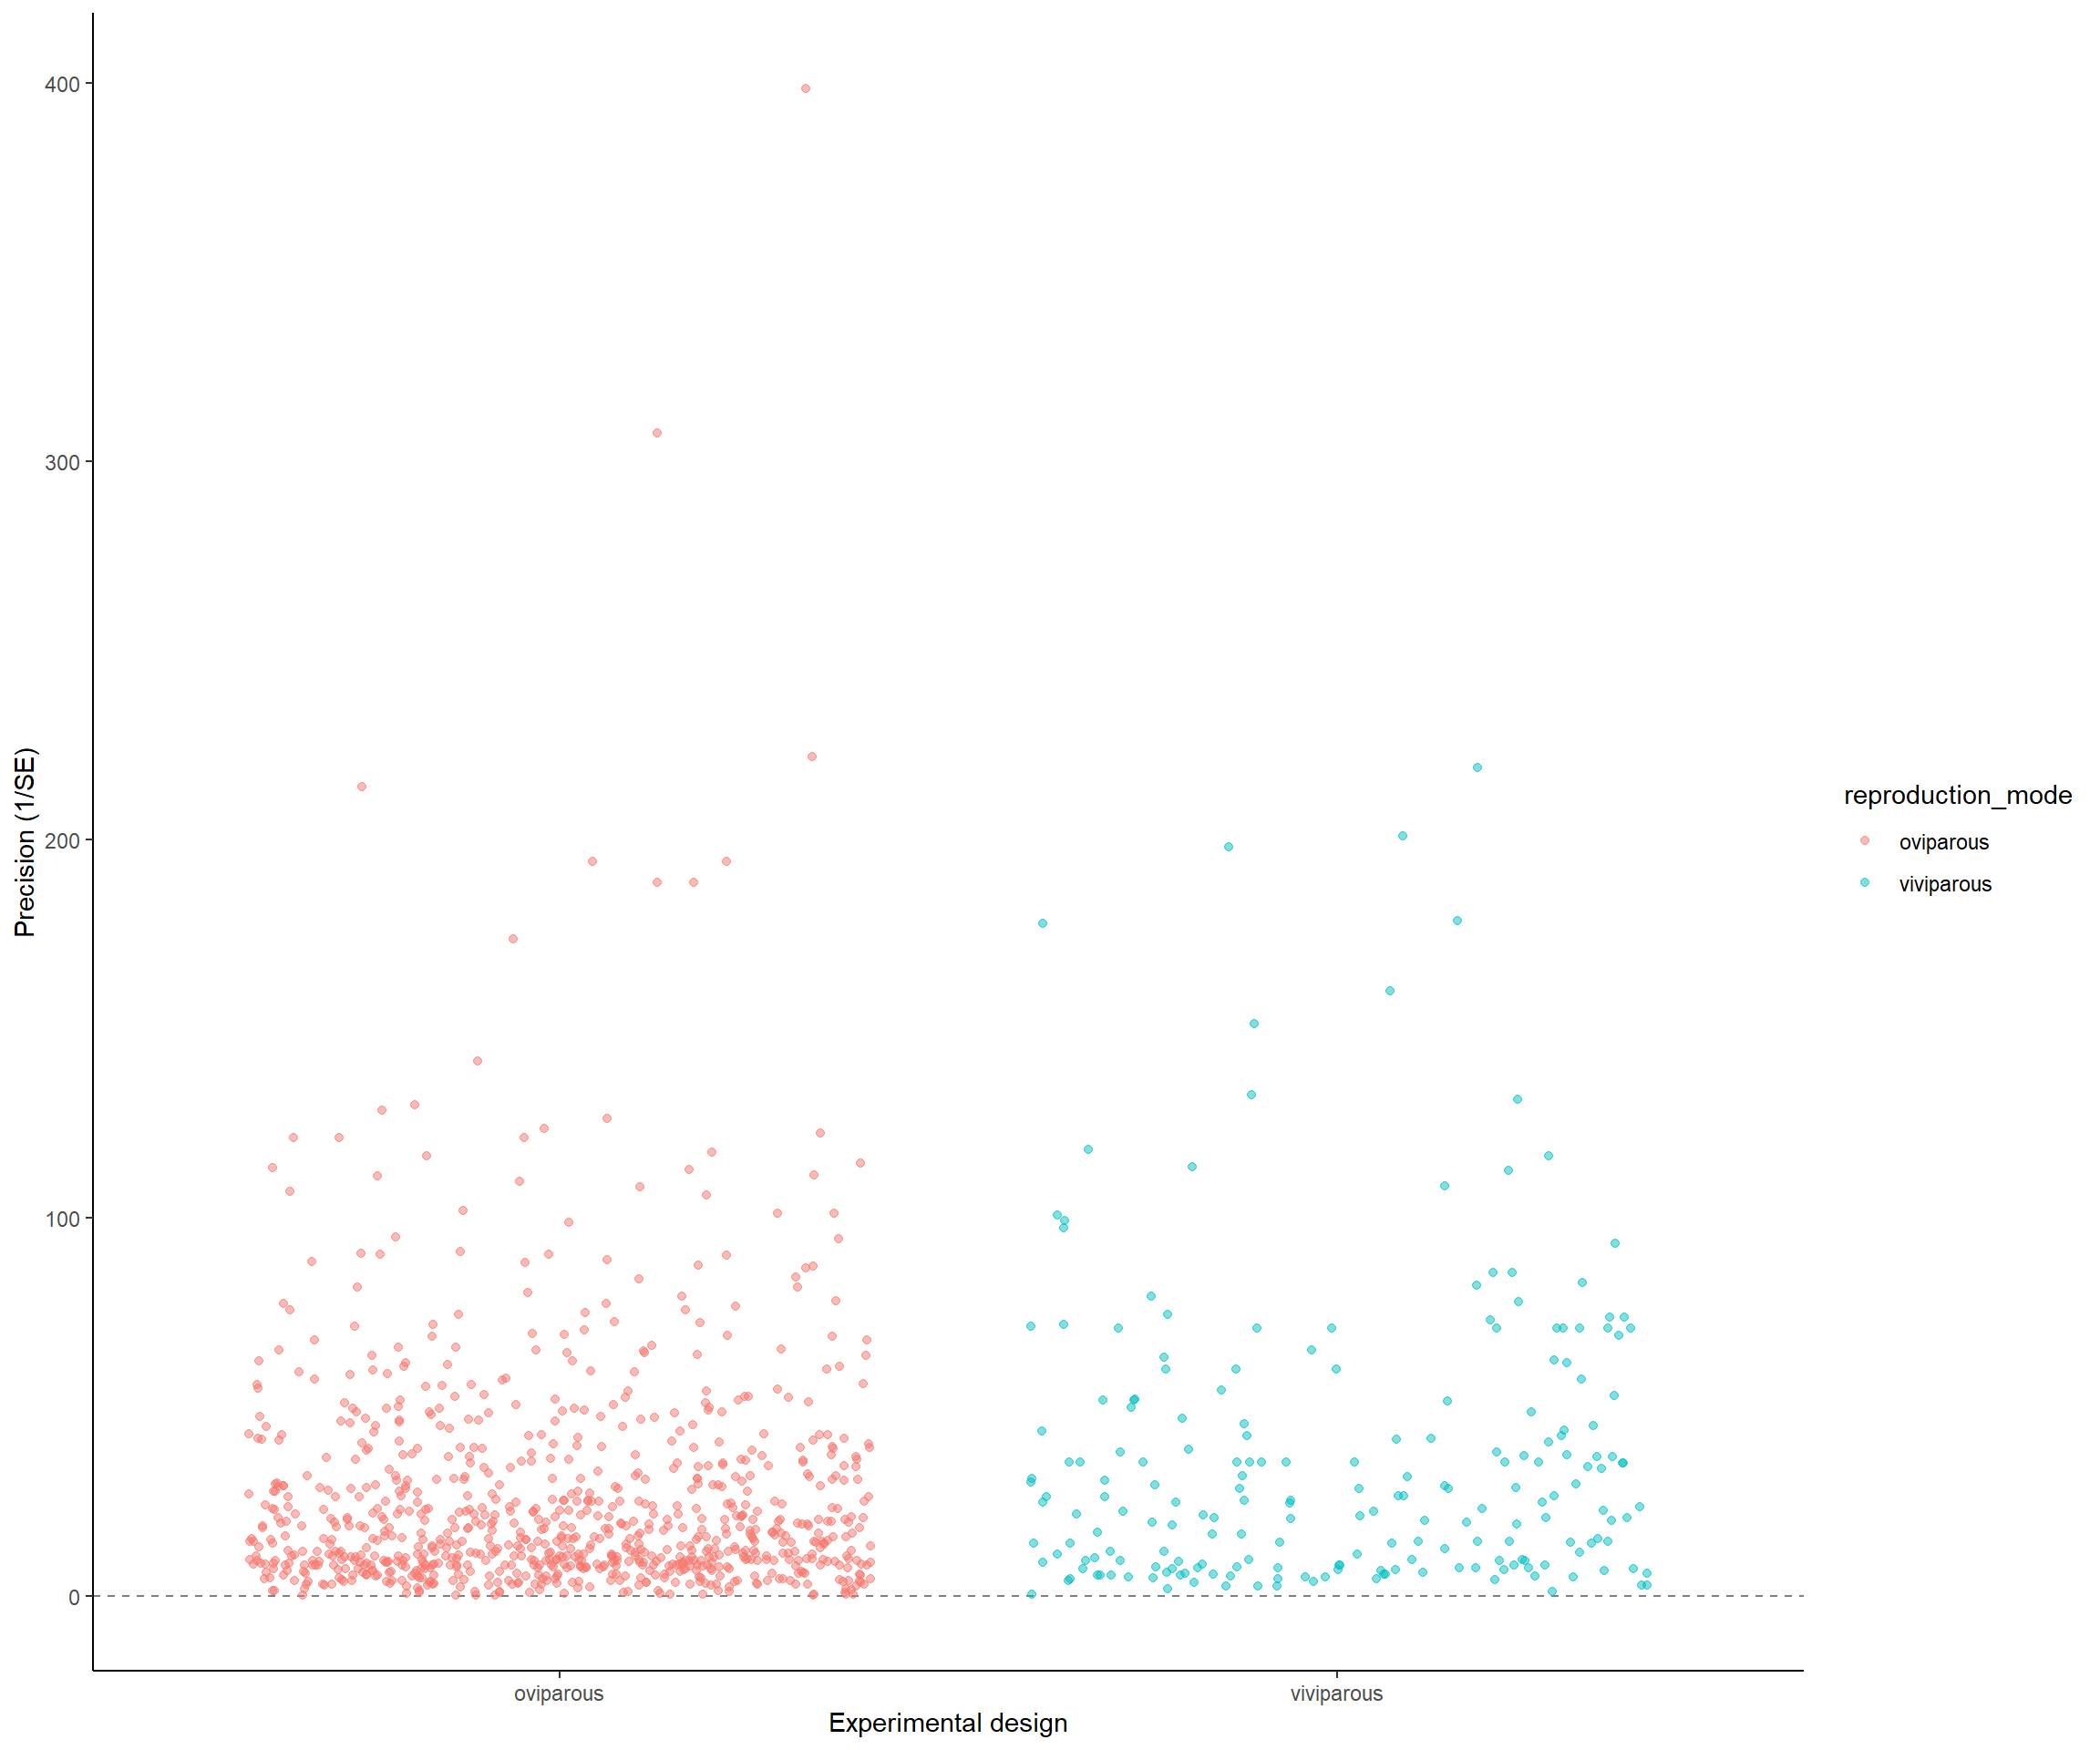 400
300
200
100
0
Precision (1/SE)
oviparous
viviparous
Experimental design
reproduction_mode
oviparous
viviparous